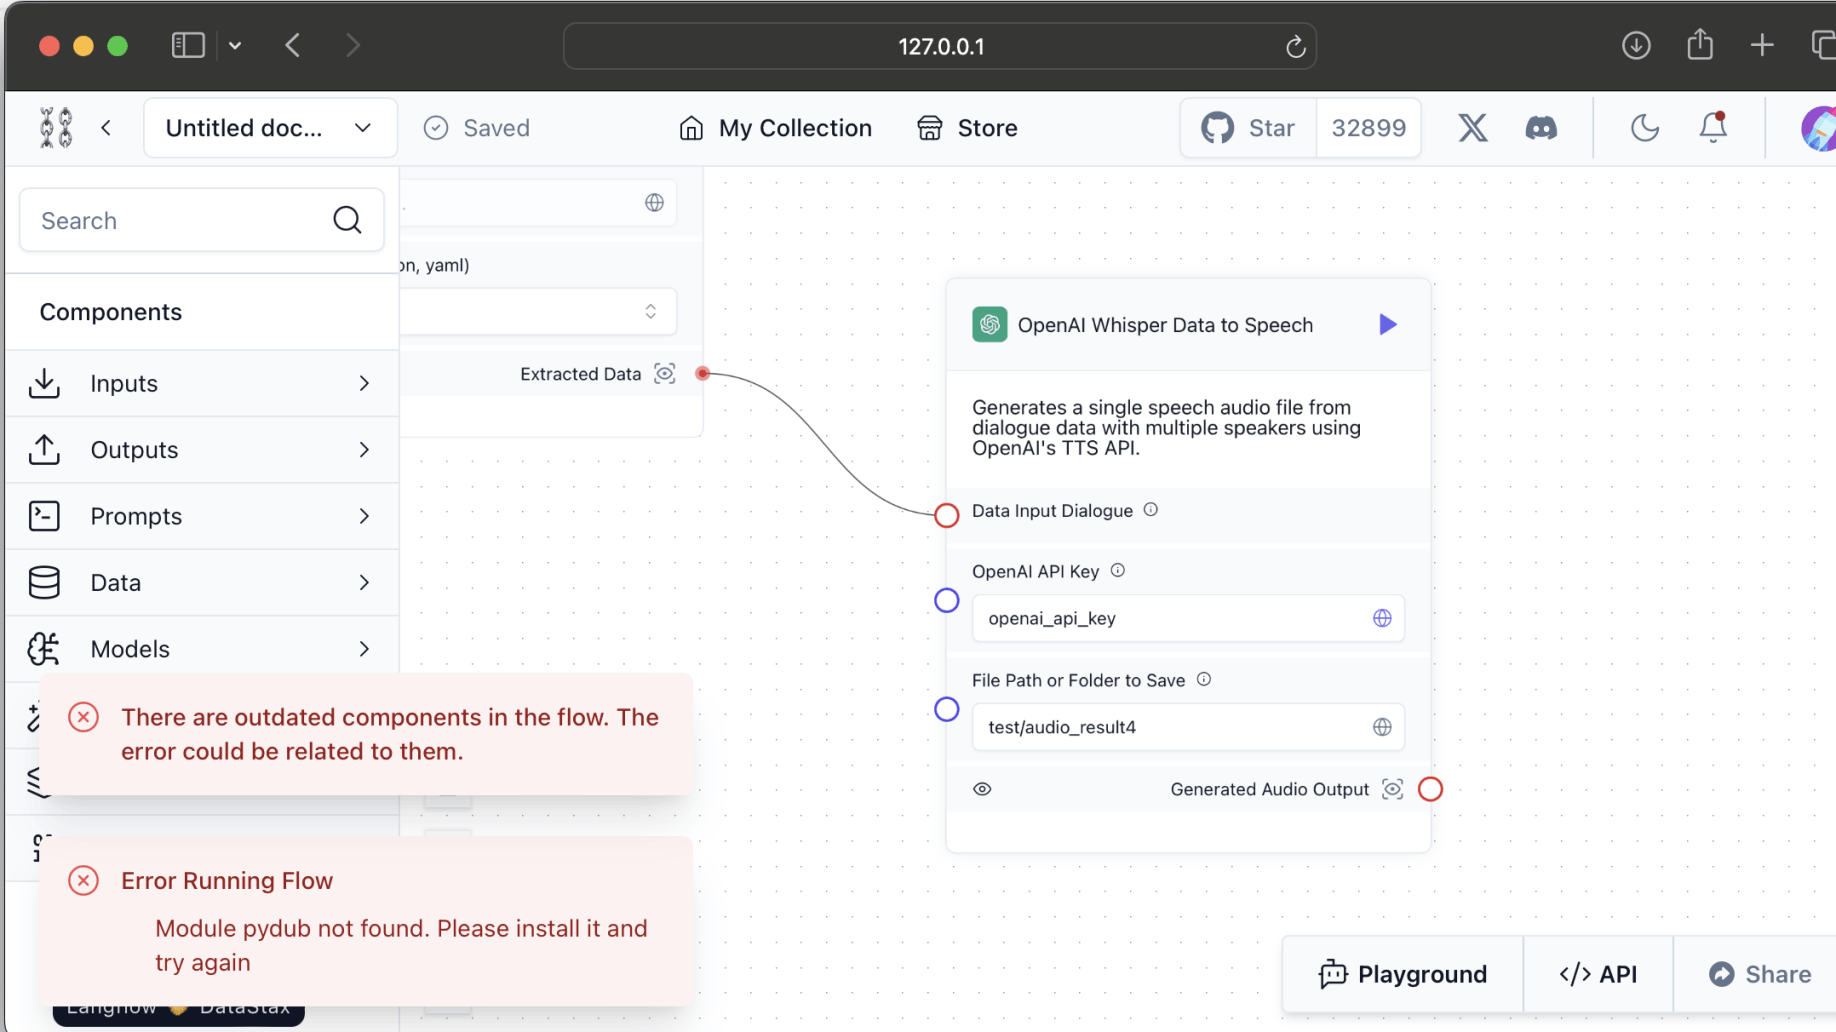 127.0.0.1
Untitled doc...
Saved
My Collection
Store
Star
32899
Search
on, yaml)
Components
Inputs
Outputs
Prompts
Data
Models
Extracted Data
OpenAI Whisper Data to Speech
Generates a single speech audio file from
dialogue data with multiple speakers using
OpenAI's TTS API.
Data Input Dialogue
OpenAI API Key
openai_api_key
File Path or Folder to Save
test/audio_result4
Generated Audio Output
There are outdated components in the flow. The
error could be related to them.
Error Running Flow
Module pydub not found. Please install it and
try again
Langflow DataStax
Playground
</> API
Share